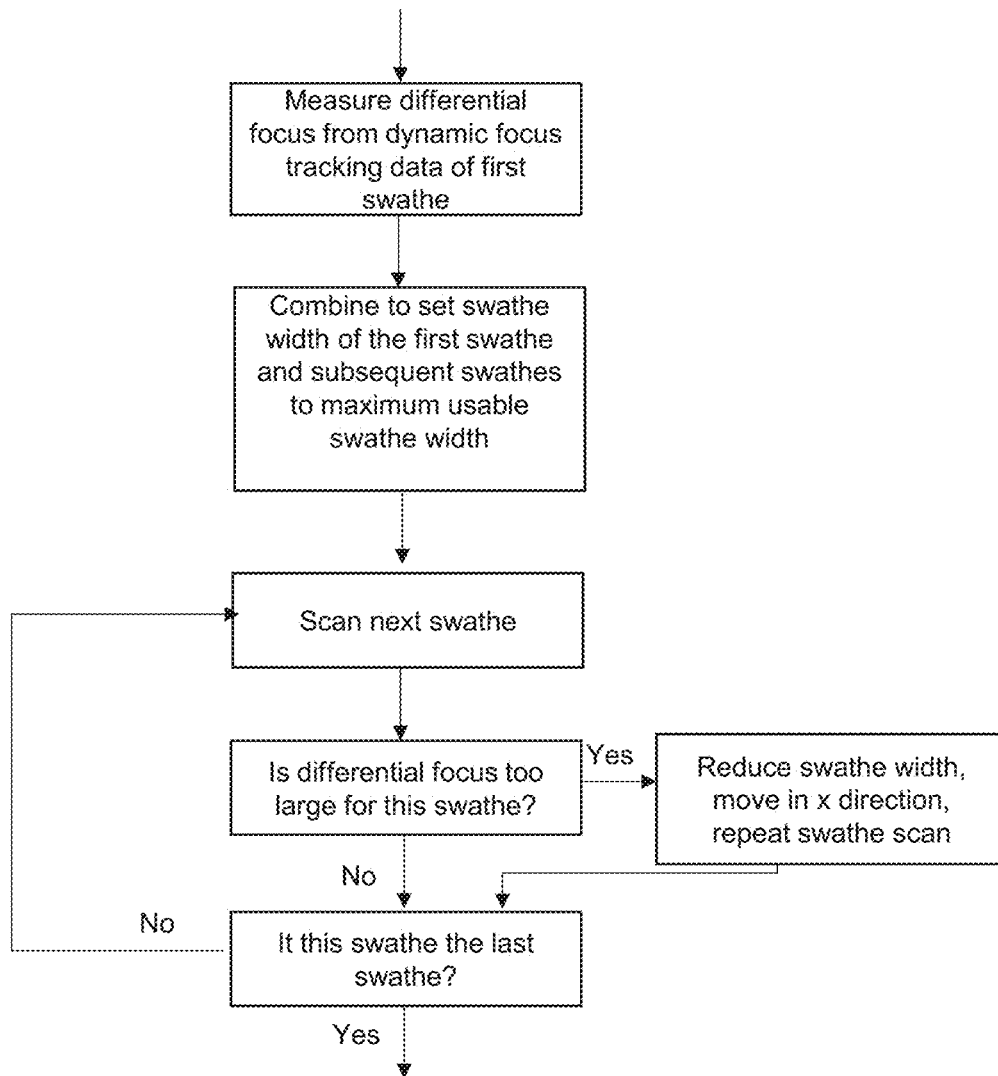 Measure differential
focus from dynamic focus
tracking data of first
swathe
Combine to set swathe
width of the first swathe
and subsequent swathes
to maximum usable
swathe width
Scan next swathe
Is differential focus too
large for this swathe?
Yes
Reduce swathe width,
move in x direction,
repeat swathe scan
No
No
It this swathe the last
swathe?
Yes